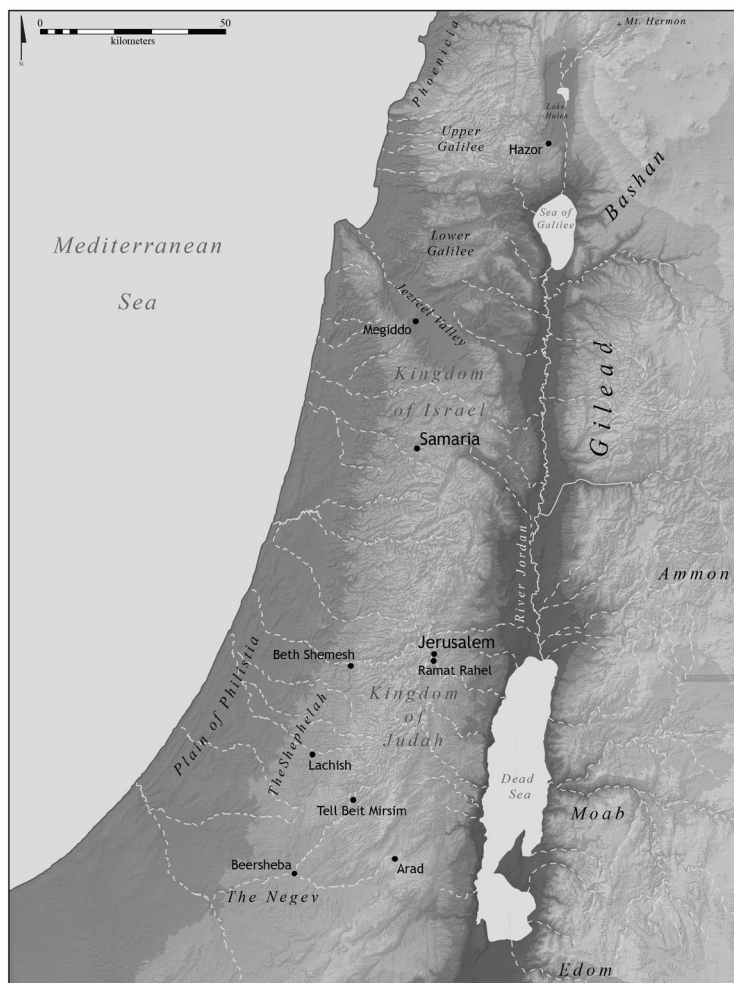 0
50
kilometers
N
Mt. Hermon
Phoenicia
Lake
Huleh
Upper
Galilee
Hazor
Bashan
Sea of
Galilee
Mediterranean
Sea
Lower
Galilee
Jezreel Valley
Megiddo
Kingdom
of Israel
Gilead
Samaria
River Jordan
Ammon
Jerusalem
Beth Shemesh
Ramat Rahel
Plain of Philistia
Kingdom
of
Judah
TheShephelah
Lachish
Dead
Sea
Tell Beit Mirsim
Moab
Beersheba
Arad
The Negev
Edom